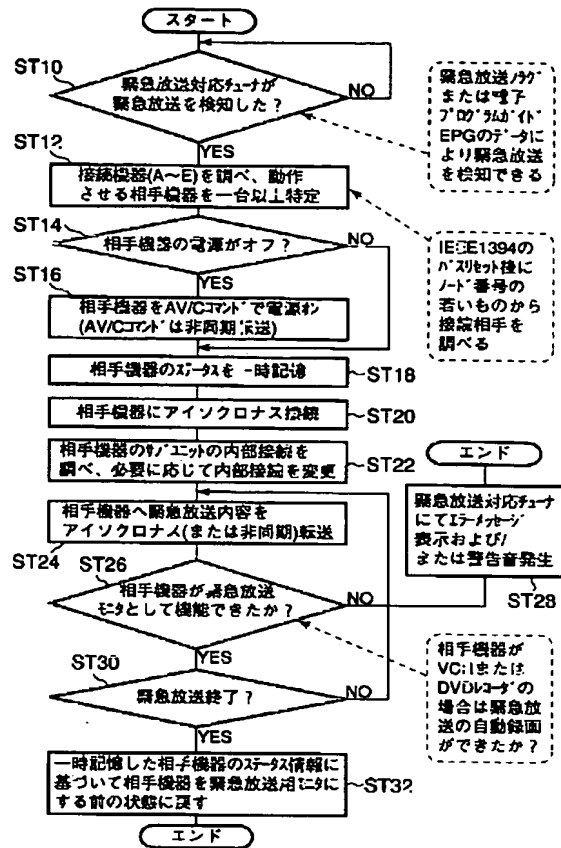 スタート
ST10
緊急放送対応チューナが
緊急放送を検知した?
NO
YES
緊急放送フラグ
または電子
プログラムガイド
EPGのデータに
より緊急放送
を検知できる
ST12
接続機器(A~E)を調べ、動作
させる相手機器を一台以上特定
ST14
相手機器の電源がオフ?
NO
YES
IEEE1394の
バスリセット後に
ノード番号の
若いものから
接続相手を
調べる
ST16
相手機器をAV/Cコマンドで電源オン
(AV/Cコマンドは非同期転送)
相手機器のステータスを一時記憶
ST18
相手機器にアイソクロナス接続
ST20
相手機器のサブユニットの内部接続を
調べ、必要に応じて内部接続を変更
ST22
エンド
相手機器へ緊急放送内容を
アイソクロナス(または非同期)転送
ST24
緊急放送対応チューナ
にてエラーメッセージ
表示および/
または警告音発生
ST28
ST26
相手機器が緊急放送
モニタとして機能できたか?
NO
YES
相手機器が
VCRまたは
DVDレコーダの
場合は緊急放
送の自動録画
ができたか?
ST30
緊急放送終了?
NO
YES
一時記憶した相手機器のステータス情報に
基づいて相手機器を緊急放送用モニタに
する前の状態に戻す
ST32
エンド